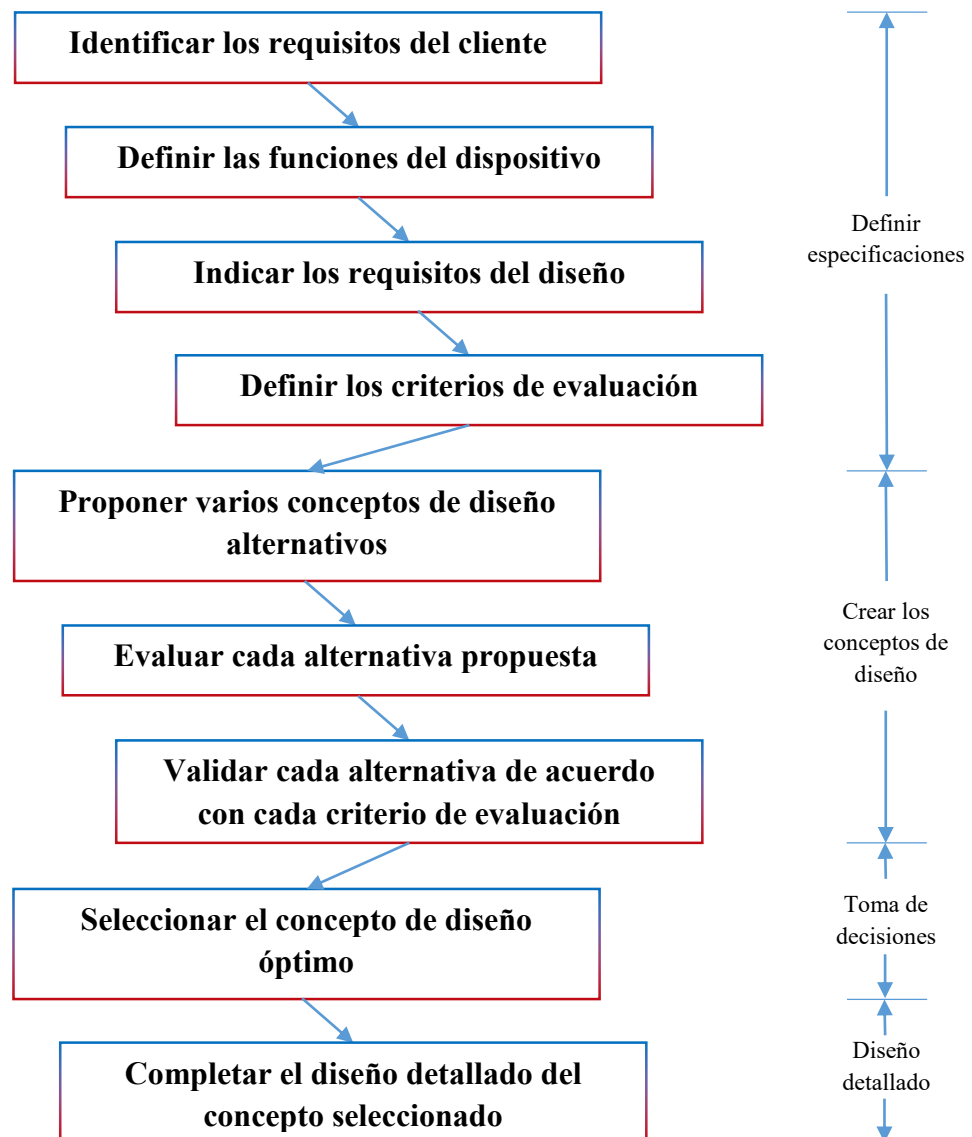 Identificar los requisitos del cliente
Definir las funciones del dispositivo
Indicar los requisitos del diseño
Definir los criterios de evaluación
Definir
especificaciones
Proponer varios conceptos de diseño
alternativos
Evaluar cada alternativa propuesta
Validar cada alternativa de acuerdo
con cada criterio de evaluación
Crear los
conceptos de
diseño
Seleccionar el concepto de diseño
óptimo
Toma de
decisiones
Completar el diseño detallado del
concepto seleccionado
Diseño
detallado